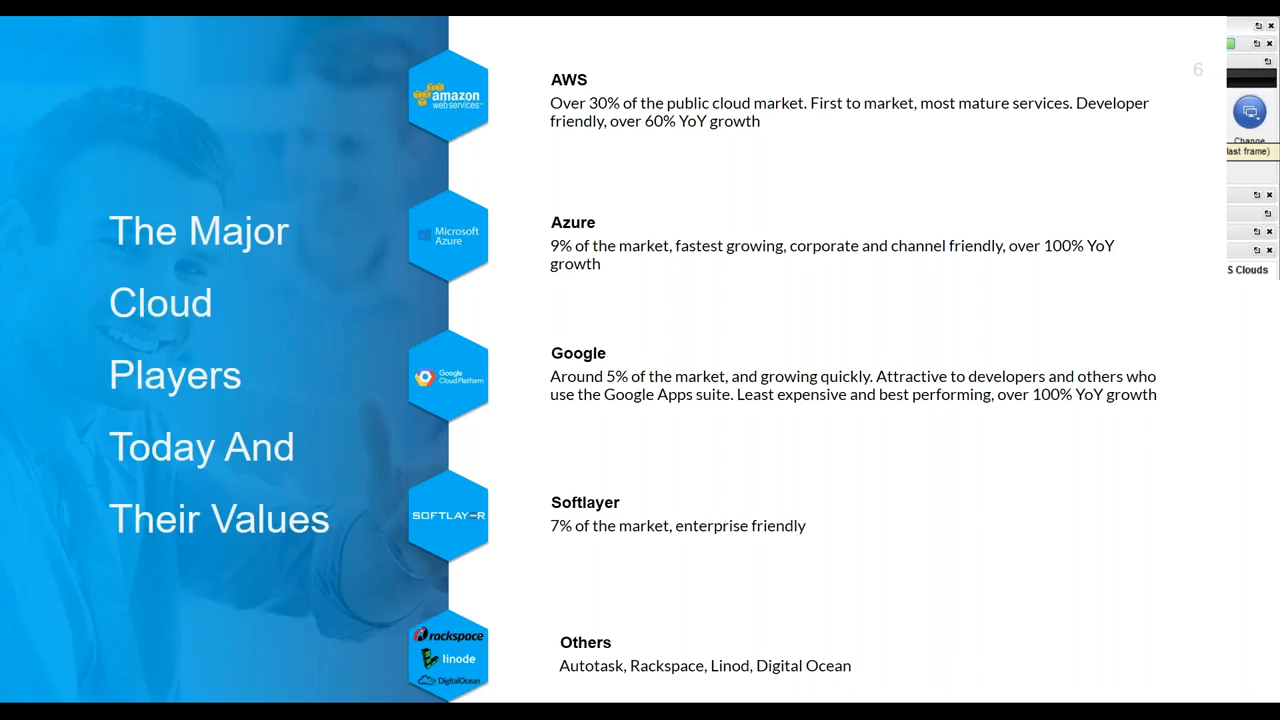 The Major
Cloud
Players
Today And
Their Values
amazon
web services™
AWS
Over 30% of the public cloud market. First to market, most mature services. Developer
friendly, over 60% YoY growth
Microsoft
Azure
Azure
9% of the market, fastest growing, corporate and channel friendly, over 100% YoY
growth
Google
Cloud Platform
Google
Around 5% of the market, and growing quickly. Attractive to developers and others who
use the Google Apps suite. Least expensive and best performing, over 100% YoY growth
SOFTLAYER
Softlayer
7% of the market, enterprise friendly
rackspace
linode
DigitalOcean
Others
Autotask, Rackspace, Linod, Digital Ocean
6
Change
last frame)
S Clouds